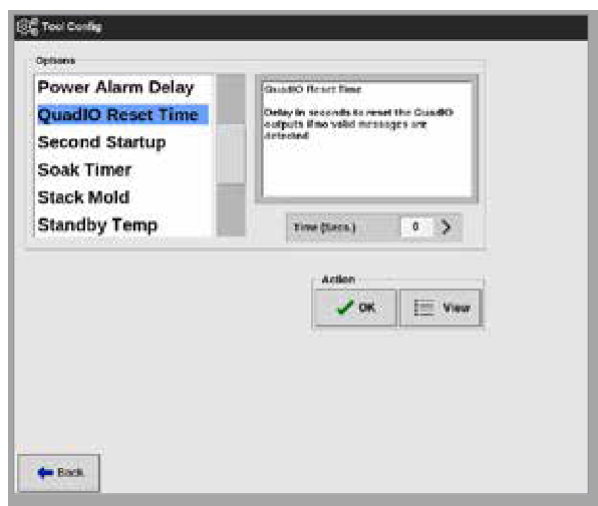 Tool Config
Options
Power Alarm Delay
QuadIO Reset Time
Second Startup
Soak Timer
Stack Mold
Standby Temp
QuadIO Reset Time
Delay in seconds to reset the QuadIO
outputs if no valid messages are
detected
Time (Secs.)
0
Action
OK
View
Back